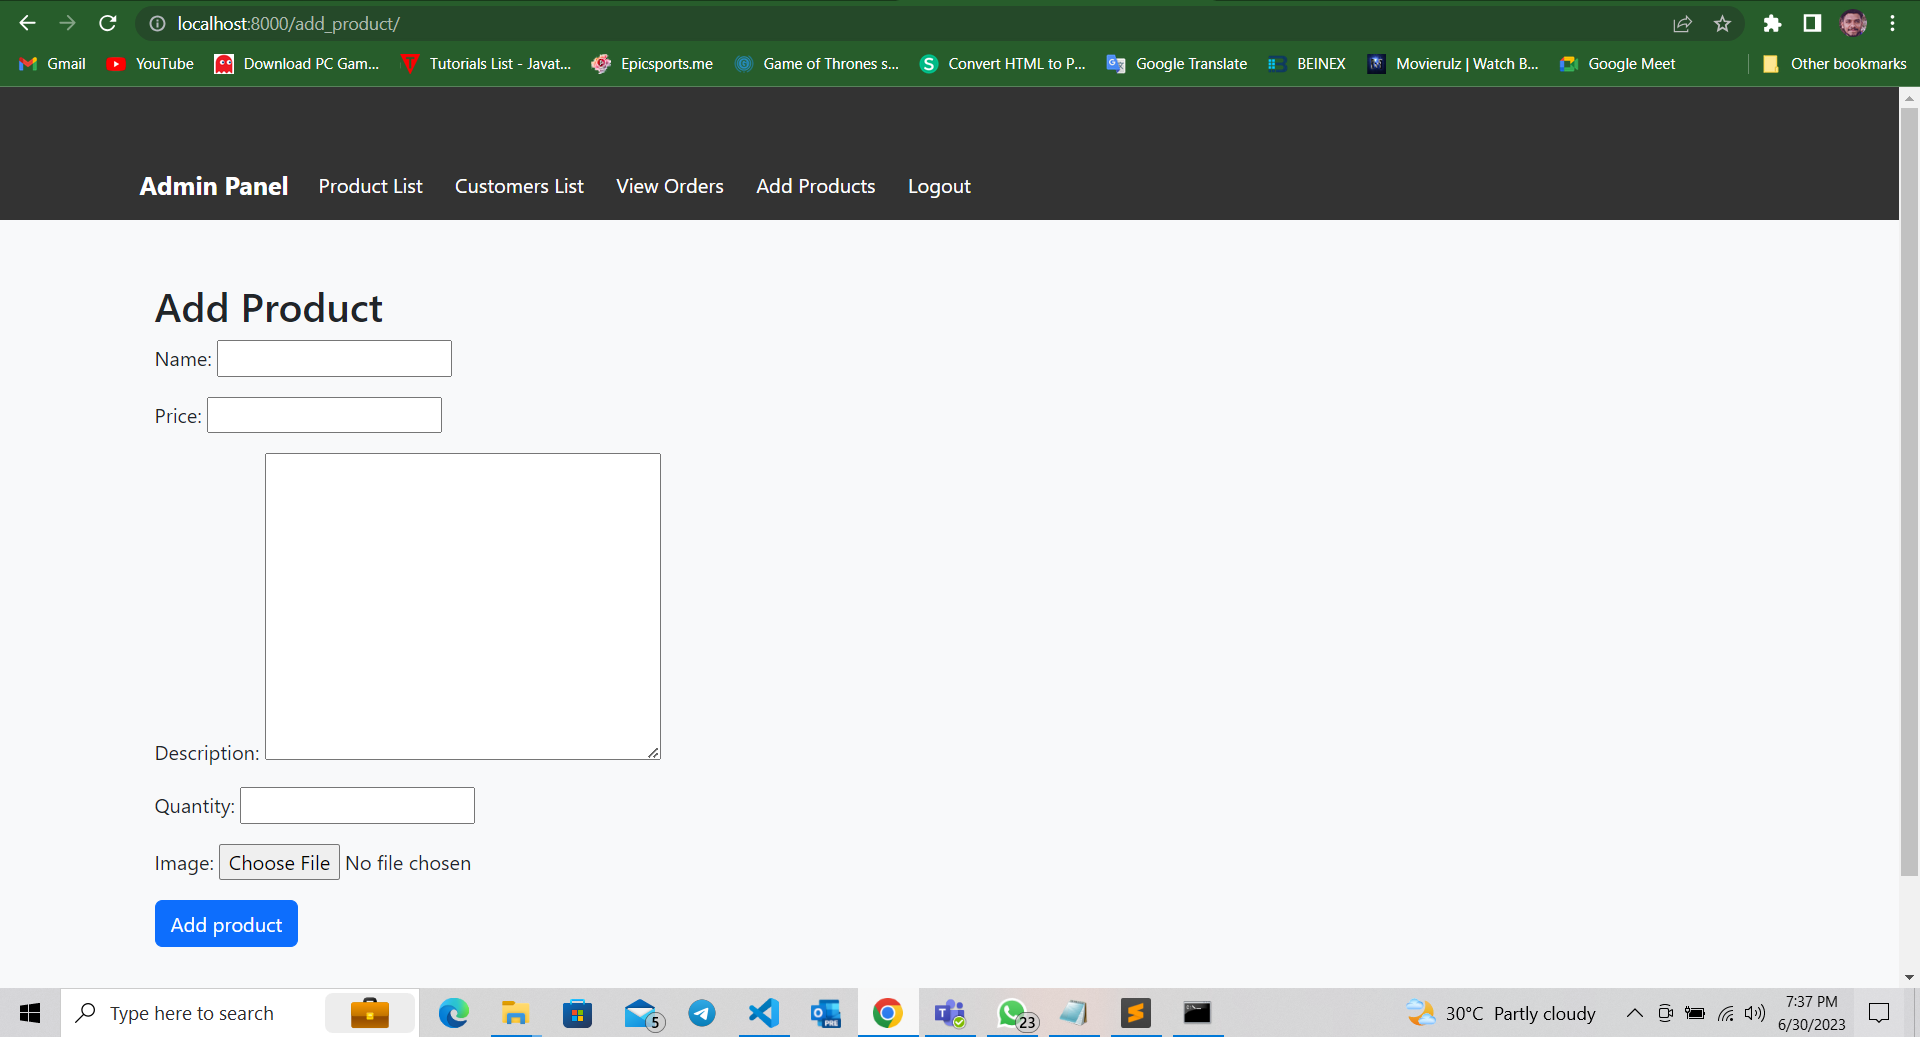 localhost:8000/add_product/
Gmail YouTube Download PC Gam... Tutorials List - Javat... Epicsports.me Game of Thrones s... Convert HTML to P... Google Translate BEINEX Movierulz | Watch B... Google Meet Other bookmarks
Admin Panel Product List Customers List View Orders Add Products Logout
Add Product
Name:
Price:
Description:
Quantity:
Image: Choose File No file chosen
Add product
Type here to search 5 23 30°C Partly cloudy 7:37 PM
6/30/2023